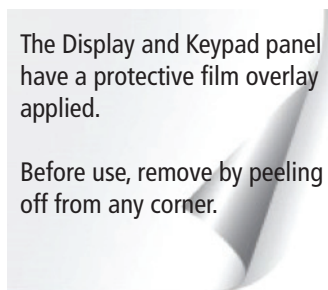 The Display and Keypad panel
have a protective film overlay
applied.
Before use, remove by peeling
off from any corner.